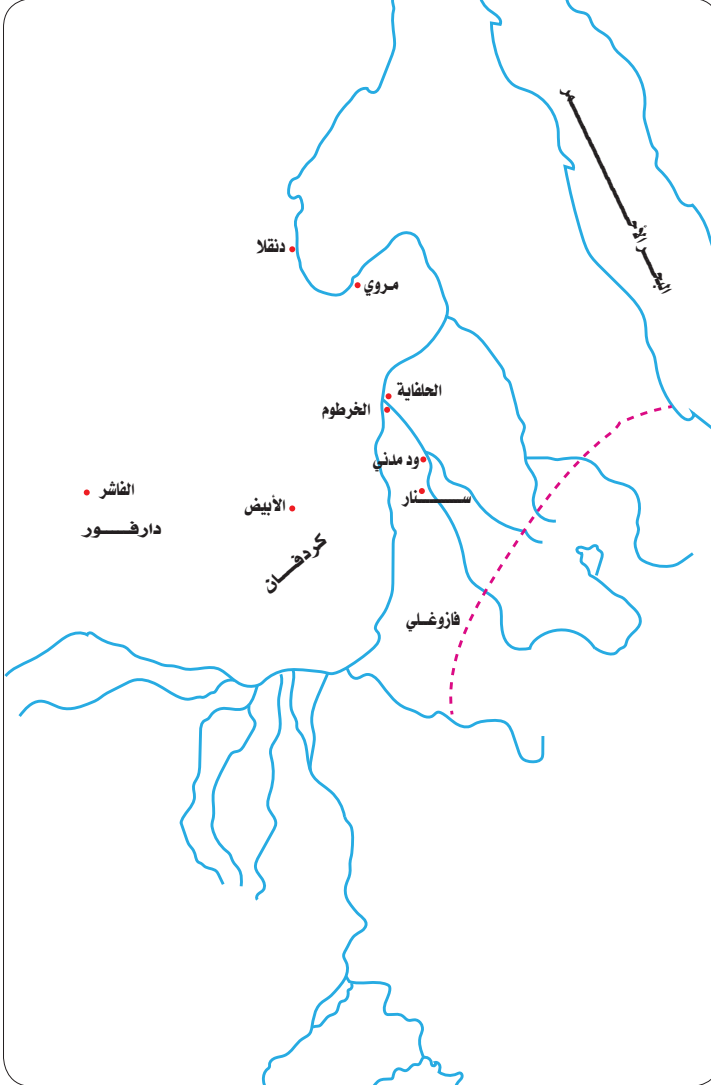 البحر الأحمر
دنقلا
مروي
الحلفاية
الخرطوم
ود مدني
سنار
الأبيض
الفاشر
دارفور
كردفان
فازوغلي